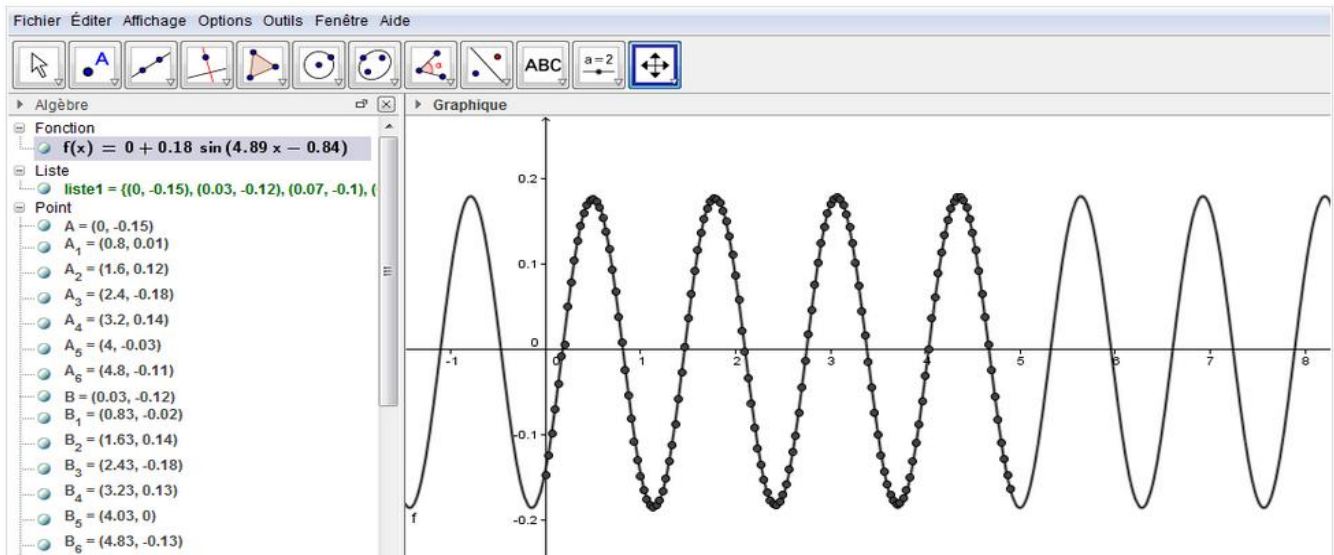 Fichier Éditer Affichage Options Outils Fenêtre Aide
A
α
ABC
a=2
Algèbre
Graphique
Fonction
f(x) = 0 + 0.18 sin(4.89 x − 0.84)
Liste
liste1 = {(0, -0.15), (0.03, -0.12), (0.07, -0.1), (
Point
A = (0, -0.15)
A₁ = (0.8, 0.01)
A₂ = (1.6, 0.12)
A₃ = (2.4, -0.18)
A₄ = (3.2, 0.14)
A₅ = (4, -0.03)
A₆ = (4.8, -0.11)
B = (0.03, -0.12)
B₁ = (0.83, -0.02)
B₂ = (1.63, 0.14)
B₃ = (2.43, -0.18)
B₄ = (3.23, 0.13)
B₅ = (4.03, 0)
B₆ = (4.83, -0.13)
0.2
0.1
0
-1 0 1 2 3 4 5 6 7 8
-0.1
-0.2
f